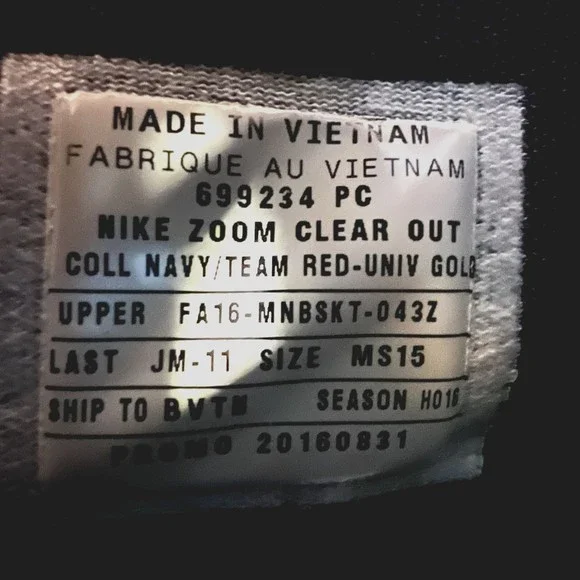 MADE IN VIETNAM
FABRIQUE AU VIETNAM
699234 PC
NIKE ZOOM CLEAR OUT
COLL NAVY/TEAM RED-UNIV GOLD
UPPER FA16-MNBSKT-043Z
LAST JM-11 SIZE MS15
SHIP TO BVTN SEASON HO16
PROMO 20160831